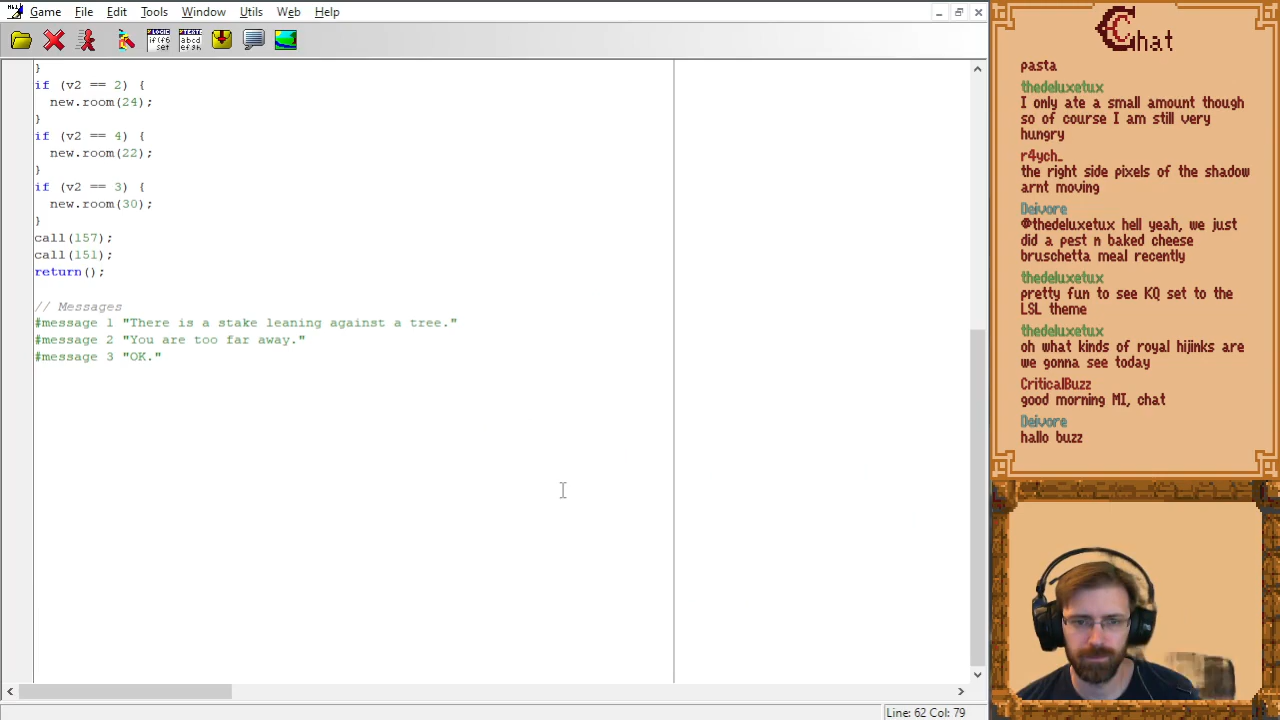 Game File Edit Tools Window Utils Web Help
}
if (v2 == 2) {
new.room(24);
}
if (v2 == 4) {
new.room(22);
}
if (v2 == 3) {
new.room(30);
}
call(157);
call(151);
return();
// Messages
#message 1 "There is a stake leaning against a tree."
#message 2 "You are too far away."
#message 3 "OK."
Line: 62 Col: 79
Chat
pasta
thedeluxetux
I only ate a small amount though
so of course I am still very
hungry
r4ych_
the right side pixels of the shadow
arnt moving
Deivore
@thedeluxetux hell yeah, we just
did a pest n baked cheese
bruschetta meal recently
thedeluxetux
pretty fun to see KQ set to the
LSL theme
thedeluxetux
oh what kinds of royal hijinks are
we gonna see today
CriticalBuzz
good morning MI, chat
Deivore
hallo buzz